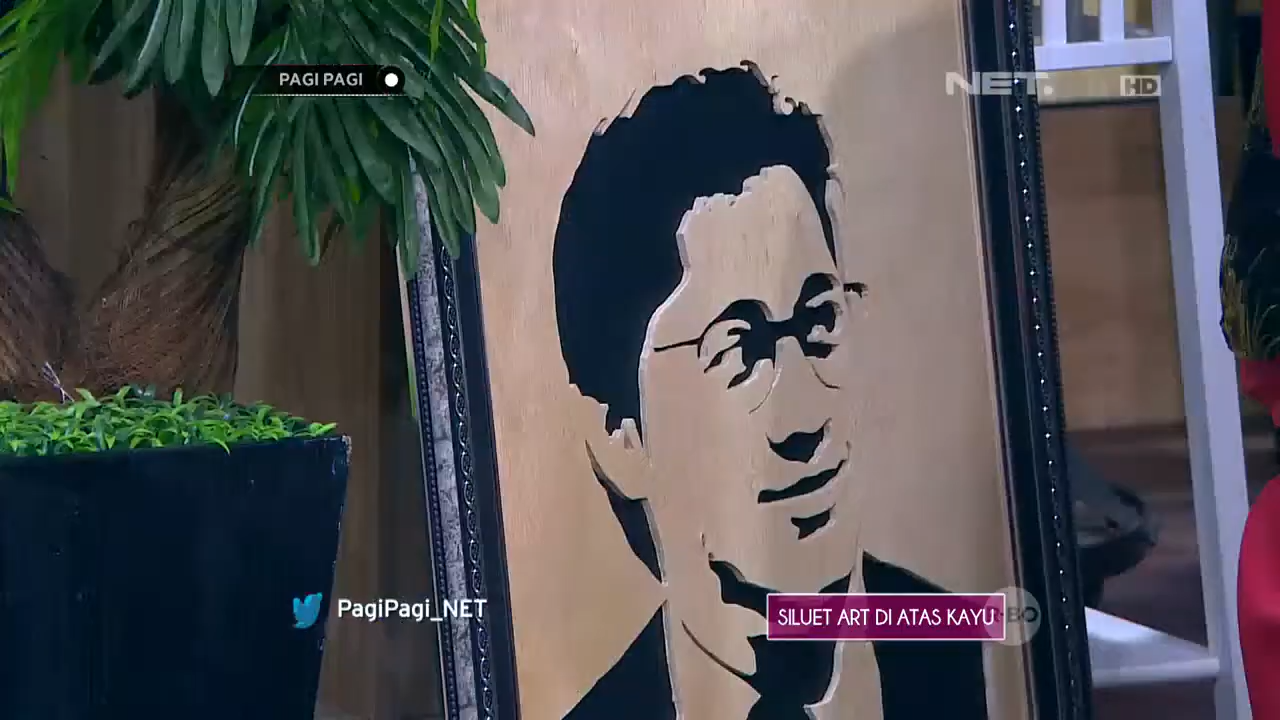 PAGI PAGI
NET.
HD
PagiPagi_NET
SILUET ART DI ATAS KAYU